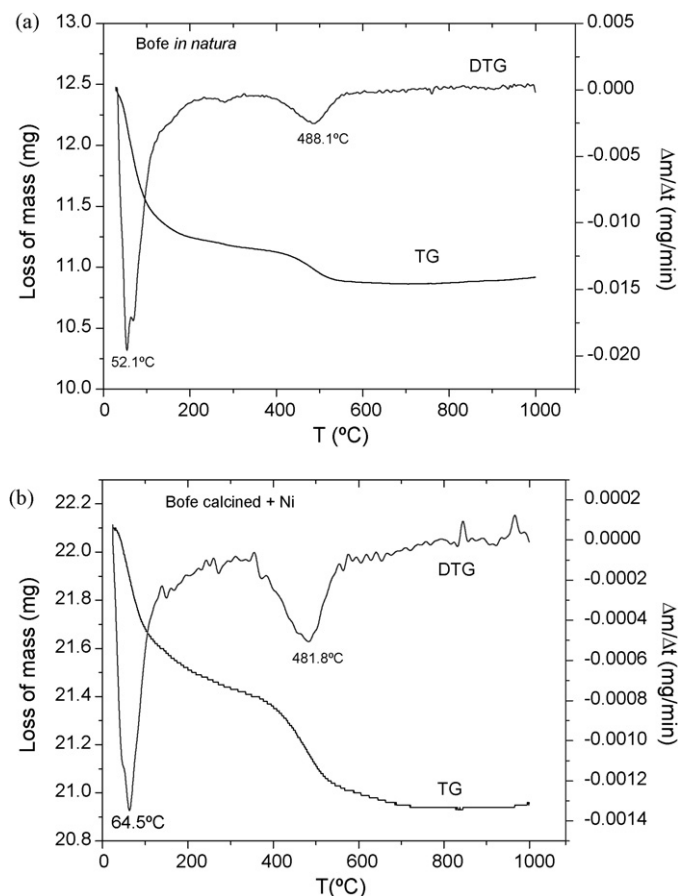 (a)
Bofe in natura
13.0
12.5
12.0
11.5
11.0
10.5
10.0
Loss of mass (mg)
0.005
0.000
-0.005
-0.010
-0.015
-0.020
Δm/Δt (mg/min)
DTG
488.1ºC
TG
52.1ºC
0 200 400 600 800 1000
T (ºC)
(b)
Bofe calcined + Ni
22.2
22.0
21.8
21.6
21.4
21.2
21.0
20.8
Loss of mass (mg)
0.0002
0.0000
-0.0002
-0.0004
-0.0006
-0.0008
-0.0010
-0.0012
-0.0014
Δm/Δt (mg/min)
DTG
481.8ºC
TG
64.5ºC
0 200 400 600 800 1000
T(ºC)